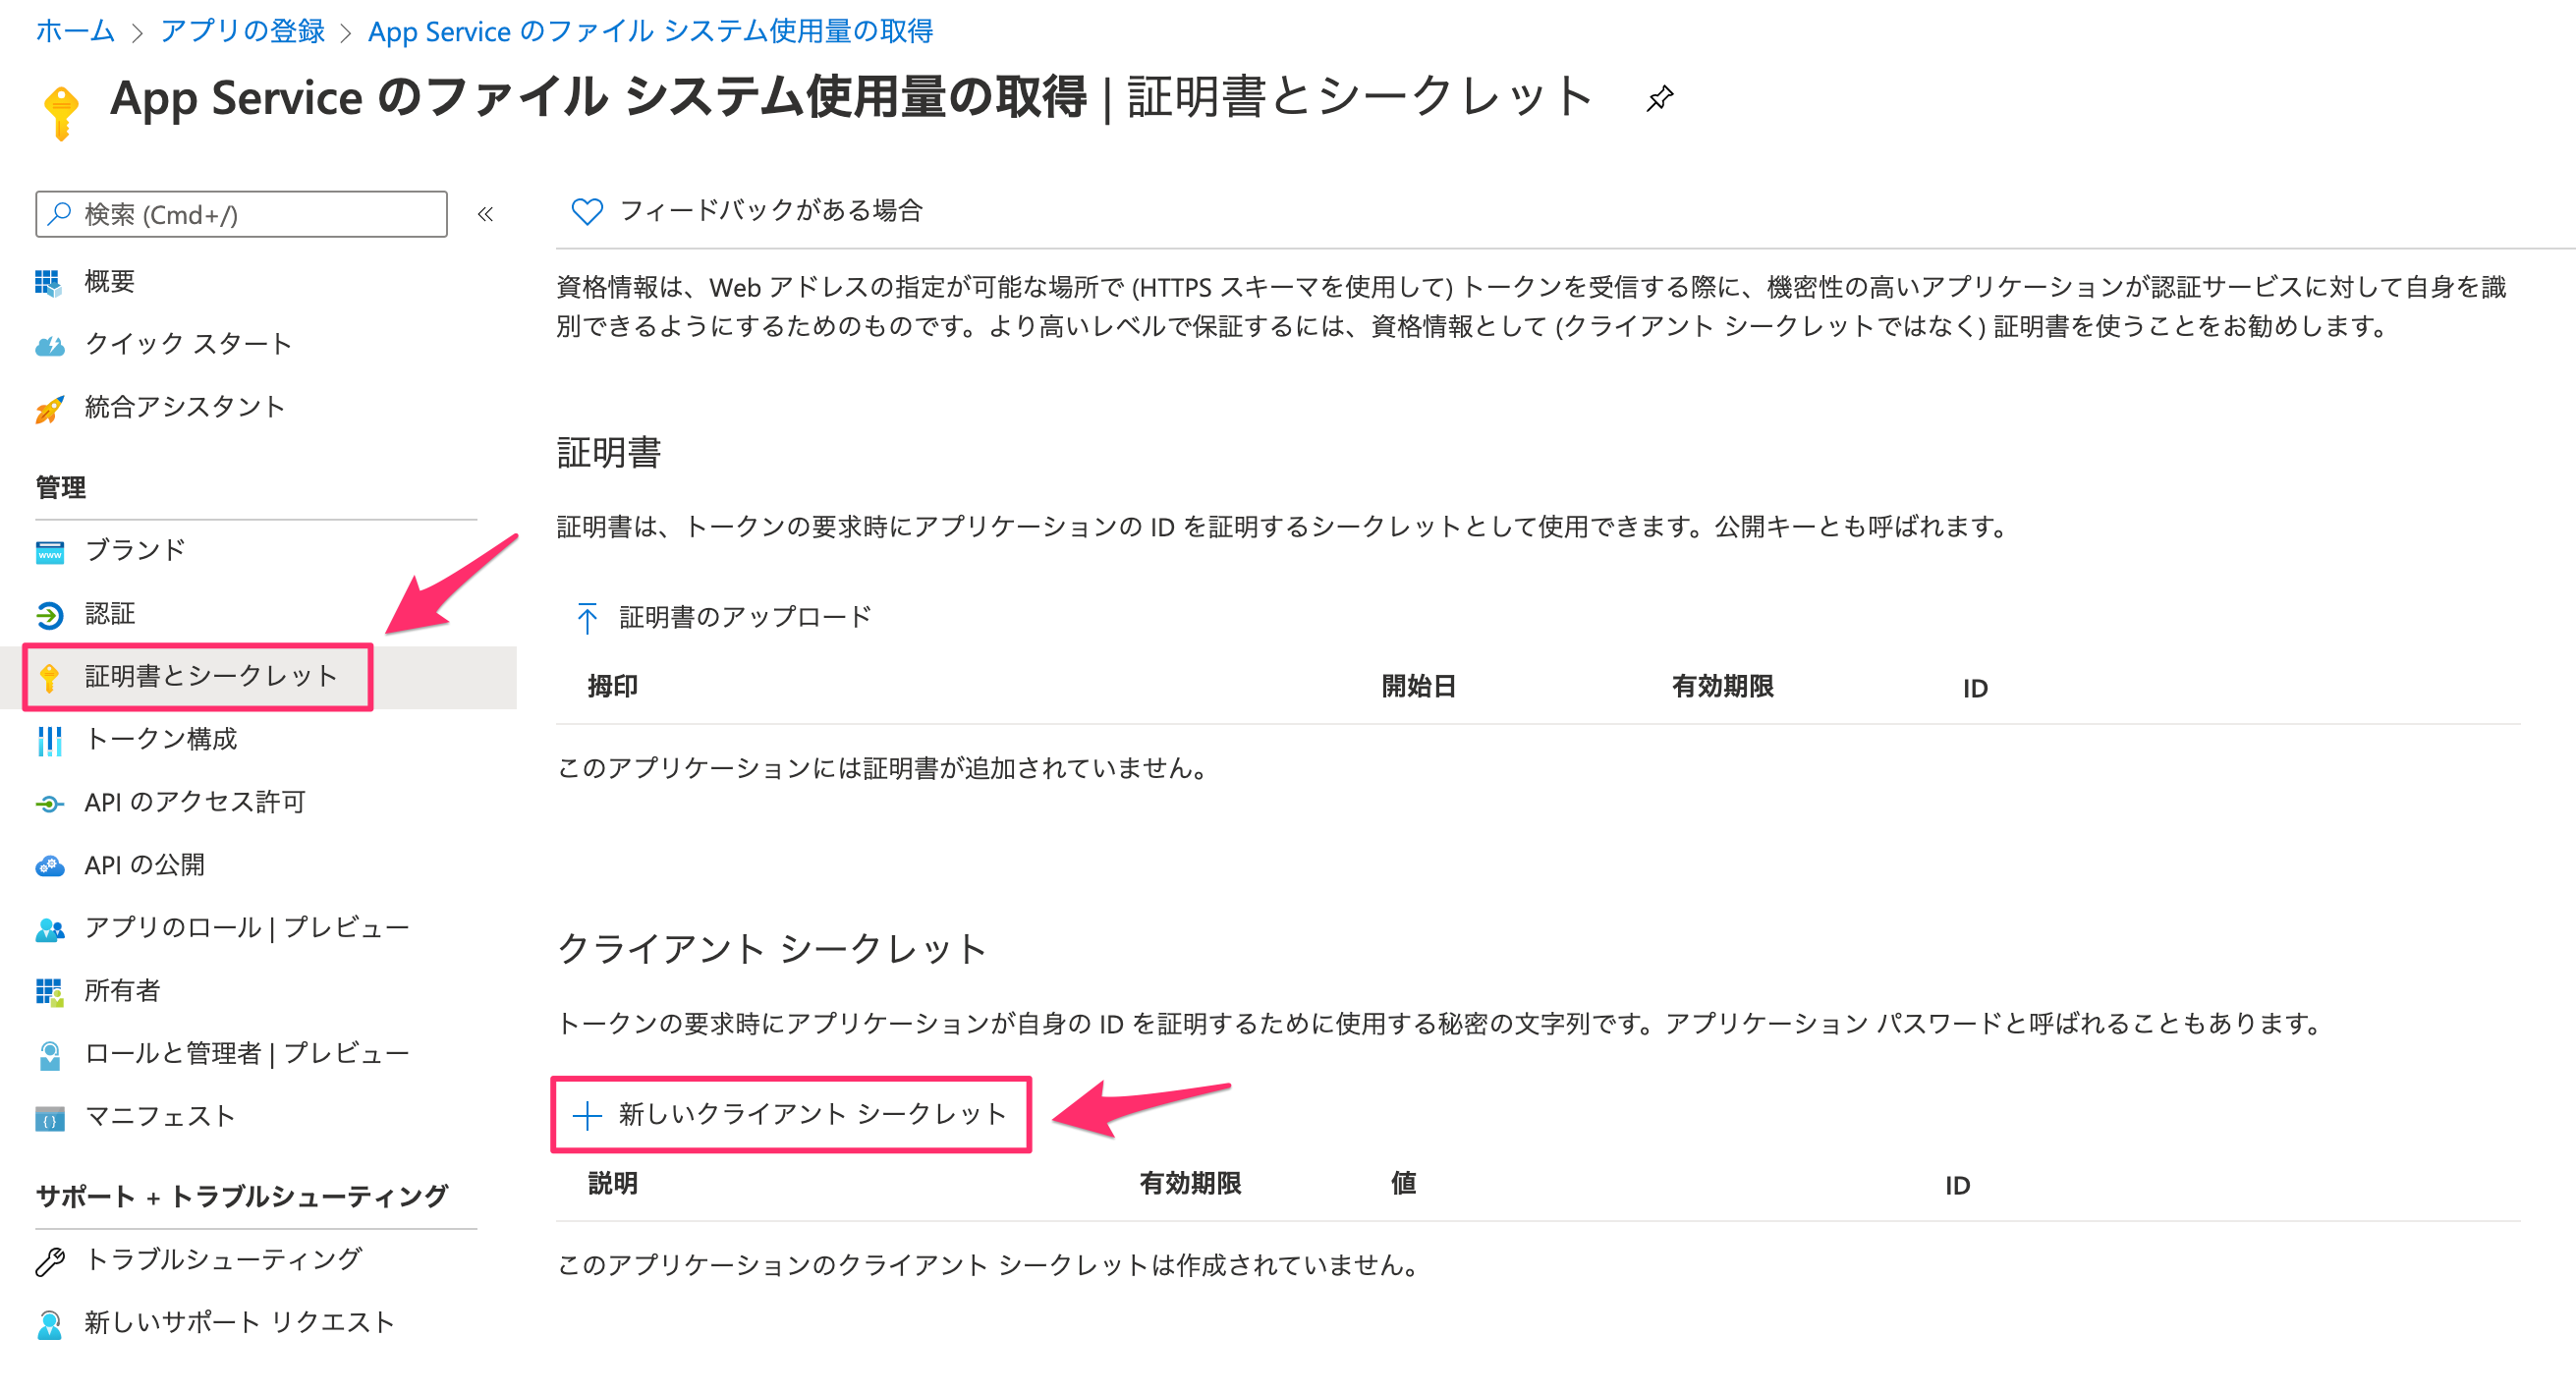 ホーム > アプリの登録 > App Service のファイル システム使用量の取得
App Service のファイル システム使用量の取得 | 証明書とシークレット
検索 (Cmd+/)
«
概要
クイック スタート
統合アシスタント
管理
ブランド
認証
証明書とシークレット
トークン構成
API のアクセス許可
API の公開
アプリのロール | プレビュー
所有者
ロールと管理者 | プレビュー
マニフェスト
サポート + トラブルシューティング
トラブルシューティング
新しいサポート リクエスト
フィードバックがある場合
資格情報は、Web アドレスの指定が可能な場所で (HTTPS スキーマを使用して) トークンを受信する際に、機密性の高いアプリケーションが認証サービスに対して自身を識
別できるようにするためのものです。より高いレベルで保証するには、資格情報として (クライアント シークレットではなく) 証明書を使うことをお勧めします。
証明書
証明書は、トークンの要求時にアプリケーションの ID を証明するシークレットとして使用できます。公開キーとも呼ばれます。
証明書のアップロード
拇印 開始日 有効期限 ID
このアプリケーションには証明書が追加されていません。
クライアント シークレット
トークンの要求時にアプリケーションが自身の ID を証明するために使用する秘密の文字列です。アプリケーション パスワードと呼ばれることもあります。
新しいクライアント シークレット
説明 有効期限 値 ID
このアプリケーションのクライアント シークレットは作成されていません。